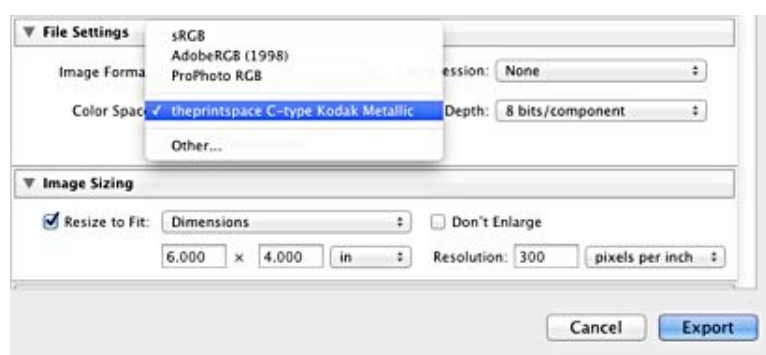 File Settings
sRGB
AdobeRGB (1998)
ProPhoto RGB
Image Forma
ession: None
Color Spac ✓ theprintspace C-type Kodak Metallic
Depth: 8 bits/component
Other...
Image Sizing
Resize to Fit: Dimensions
Don't Enlarge
6.000 × 4.000 in
Resolution: 300 pixels per inch
Cancel Export